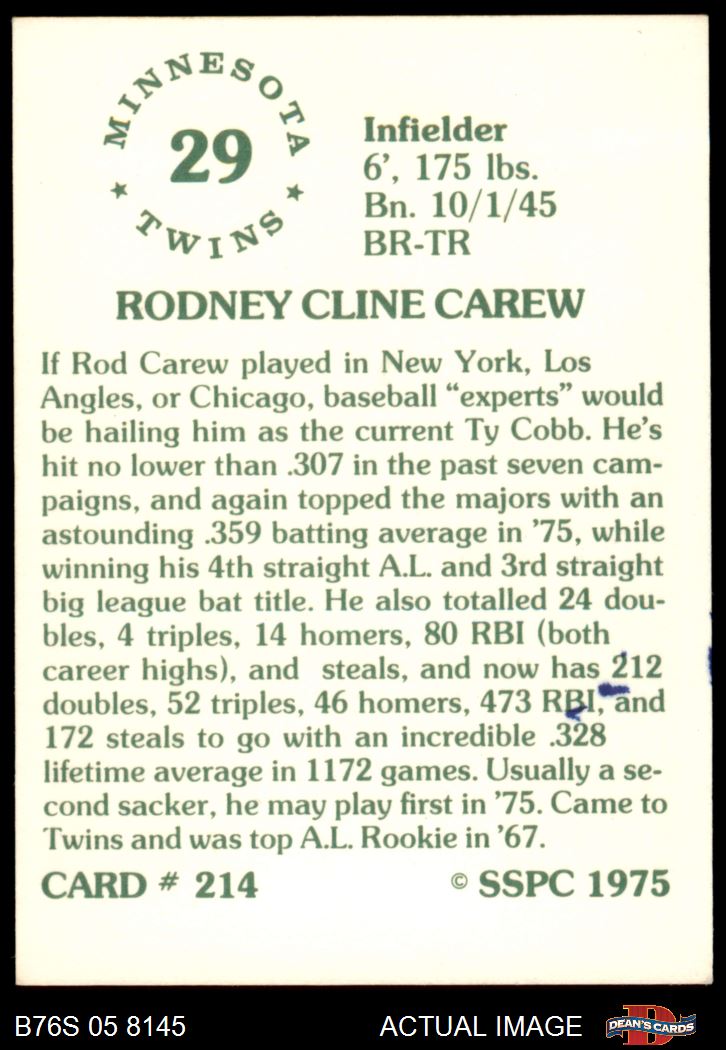 MINNESOTA
29
TWINS
Infielder
6', 175 lbs.
Bn. 10/1/45
BR-TR
RODNEY CLINE CAREW
If Rod Carew played in New York, Los
Angles, or Chicago, baseball “experts” would
be hailing him as the current Ty Cobb. He's
hit no lower than .307 in the past seven cam-
paigns, and again topped the majors with an
astounding .359 batting average in '75, while
winning his 4th straight A.L. and 3rd straight
big league bat title. He also totalled 24 dou-
bles, 4 triples, 14 homers, 80 RBI (both
career highs), and steals, and now has 212
doubles, 52 triples, 46 homers, 473 RBI, and
172 steals to go with an incredible .328
lifetime average in 1172 games. Usually a se-
cond sacker, he may play first in '75. Came to
Twins and was top A.L. Rookie in '67.
CARD # 214 © SSPC 1975
B76S 05 8145 ACTUAL IMAGE D DEAN'S CARDS